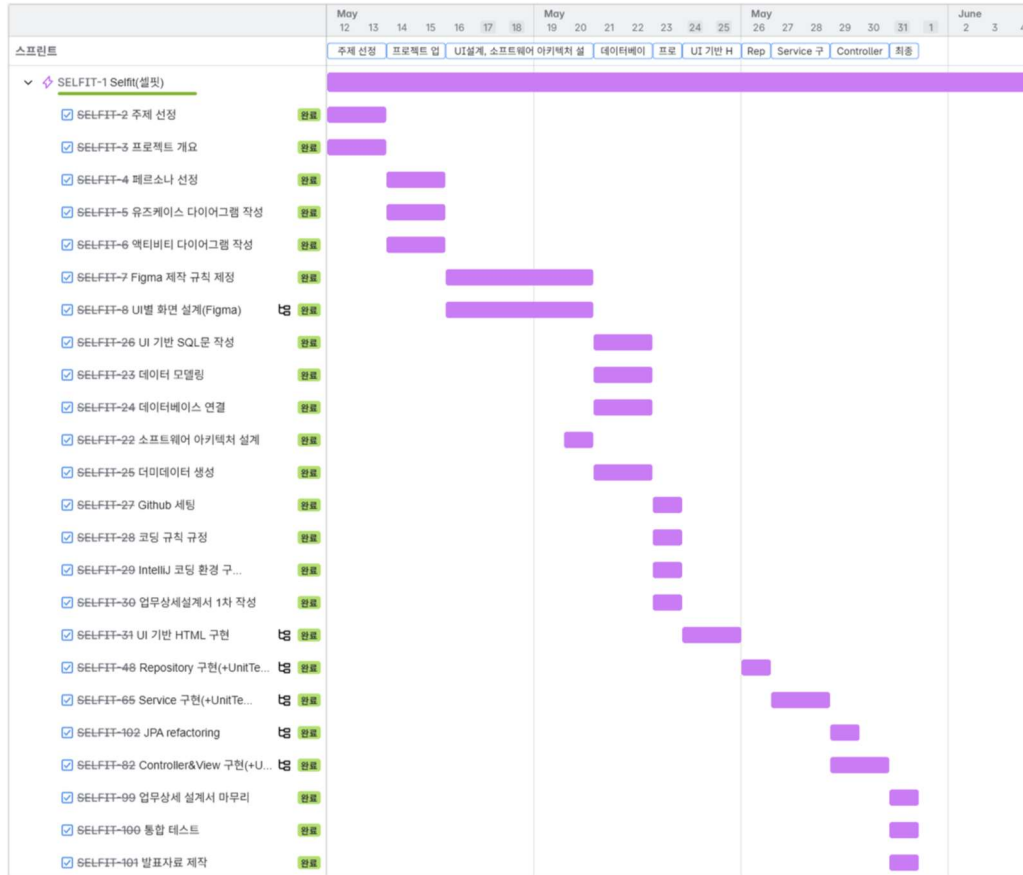 May May May June
12 13 14 15 16 17 18 19 20 21 22 23 24 25 26 27 28 29 30 31 1 2 3
스프린트 주제 선정 프로젝트 업 UI설계, 소프트웨어 아키텍처 설 데이터베이 프로 UI 기반 H Rep Service 구 Controller 최종
SELFIT-1 Selfit(셀핏)
SELFIT-2 주제 선정 완료
SELFIT-3 프로젝트 개요 완료
SELFIT-4 페르소나 선정 완료
SELFIT-5 유즈케이스 다이어그램 작성 완료
SELFIT-6 액티비티 다이어그램 작성 완료
SELFIT-7 Figma 제작 규칙 제정 완료
SELFIT-8 UI별 화면 설계(Figma) 완료
SELFIT-26 UI 기반 SQL문 작성 완료
SELFIT-23 데이터 모델링 완료
SELFIT-24 데이터베이스 연결 완료
SELFIT-22 소프트웨어 아키텍처 설계 완료
SELFIT-25 더미데이터 생성 완료
SELFIT-27 Github 세팅 완료
SELFIT-28 코딩 규칙 규정 완료
SELFIT-29 IntelliJ 코딩 환경 구... 완료
SELFIT-30 업무상세설계서 1차 작성 완료
SELFIT-31 UI 기반 HTML 구현 완료
SELFIT-48 Repository 구현(+UnitTe... 완료
SELFIT-65 Service 구현(+UnitTe... 완료
SELFIT-102 JPA refactoring 완료
SELFIT-82 Controller&View 구현(+U... 완료
SELFIT-99 업무상세 설계서 마무리 완료
SELFIT-100 통합 테스트 완료
SELFIT-101 발표자료 제작 완료